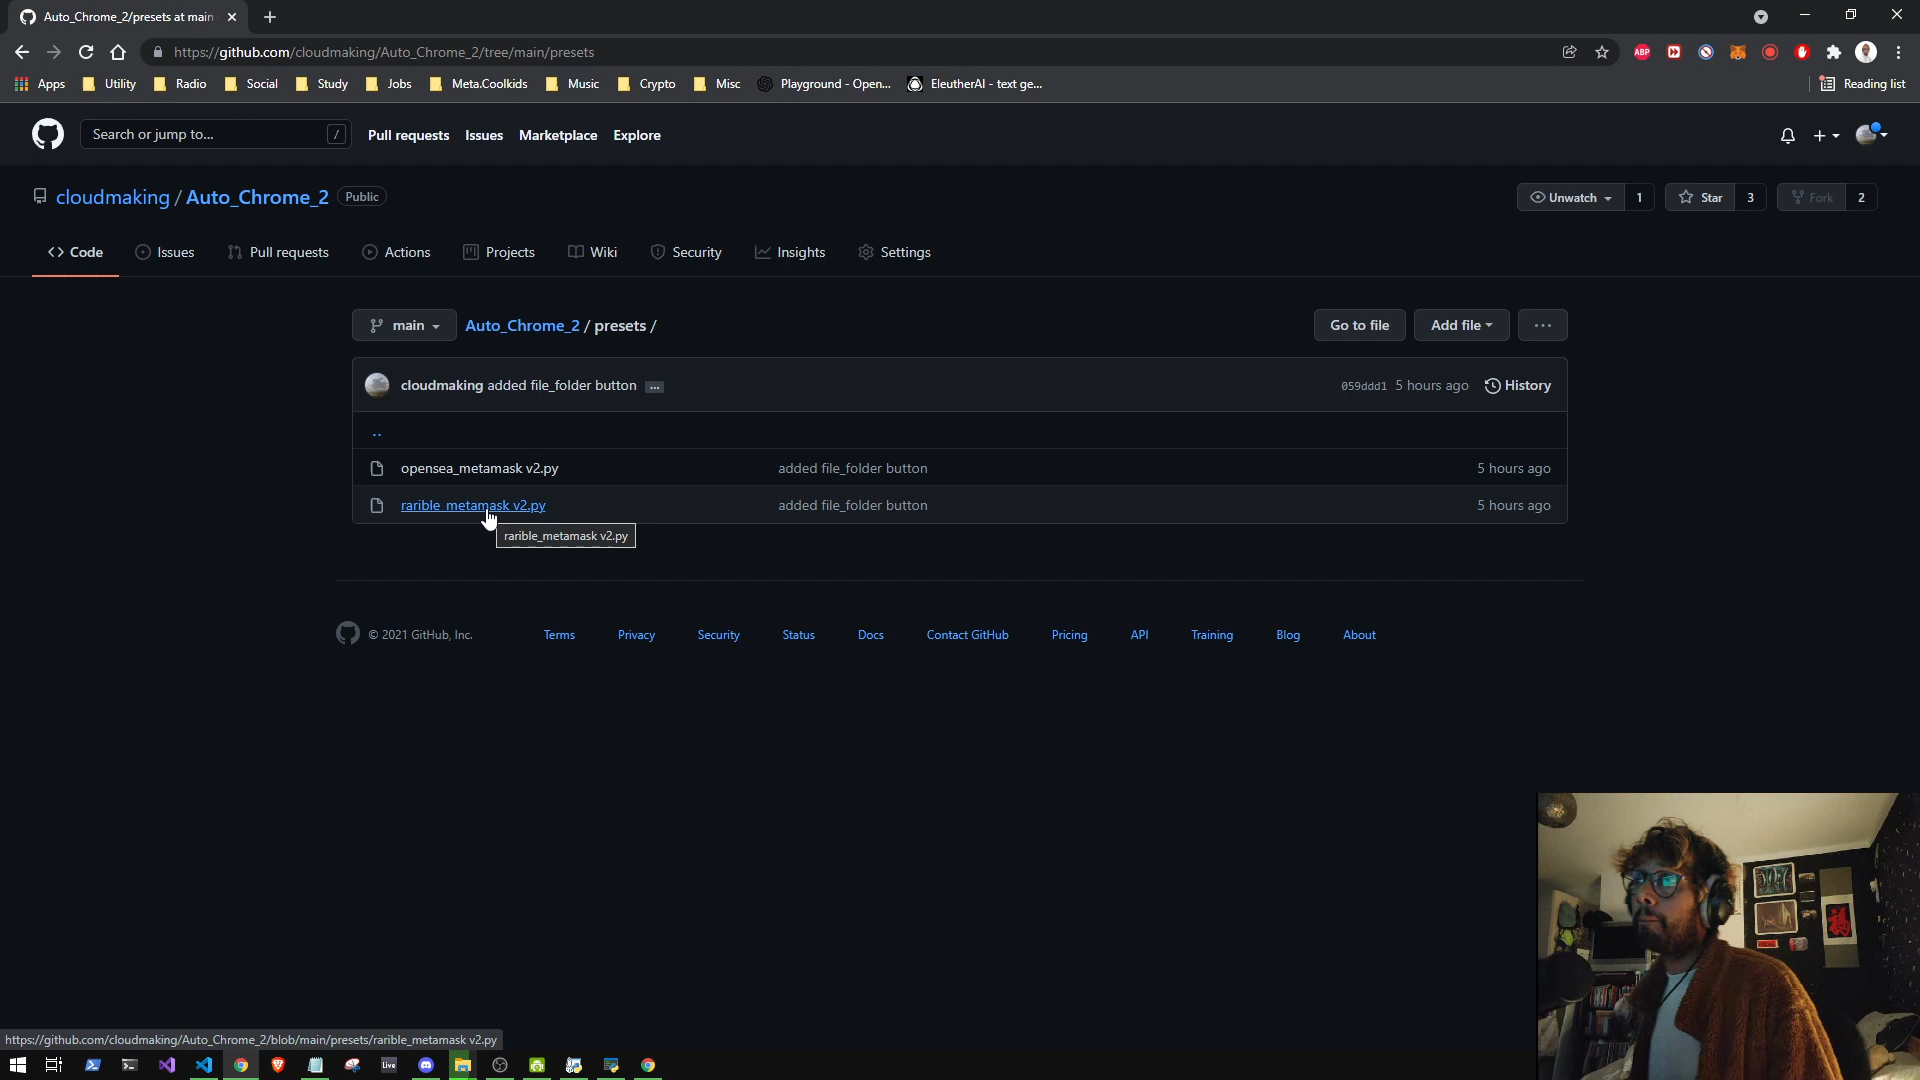 Auto_Chrome_2/presets at main
https://github.com/cloudmaking/Auto_Chrome_2/tree/main/presets
ABP
Apps Utility Radio Social Study Jobs Meta.Coolkids Music Crypto Misc Playground - Open... EleutherAI - text ge... Reading list
Search or jump to... / Pull requests Issues Marketplace Explore
cloudmaking / Auto_Chrome_2 Public Unwatch 1 Star 3 Fork 2
Code Issues Pull requests Actions Projects Wiki Security Insights Settings
main Auto_Chrome_2 / presets / Go to file Add file ...
cloudmaking added file_folder button ... 059ddd1 5 hours ago History
..
opensea_metamask v2.py added file_folder button 5 hours ago
rarible_metamask v2.py added file_folder button 5 hours ago
rarible_metamask v2.py
© 2021 GitHub, Inc. Terms Privacy Security Status Docs Contact GitHub Pricing API Training Blog About
福
https://github.com/cloudmaking/Auto_Chrome_2/blob/main/presets/rarible_metamask v2.py
Live